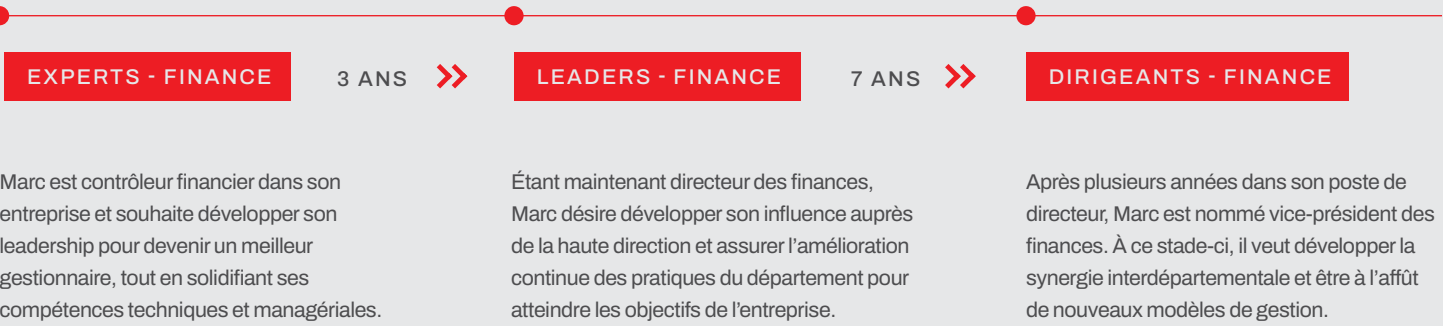 EXPERTS - FINANCE
3 ANS
LEADERS - FINANCE
7 ANS
DIRIGEANTS - FINANCE
Marc est contrôleur financier dans son
entreprise et souhaite développer son
leadership pour devenir un meilleur
gestionnaire, tout en solidifiant ses
compétences techniques et managériales.
Étant maintenant directeur des finances,
Marc désire développer son influence auprès
de la haute direction et assurer l’amélioration
continue des pratiques du département pour
atteindre les objectifs de l’entreprise.
Après plusieurs années dans son poste de
directeur, Marc est nommé vice-président des
finances. À ce stade-ci, il veut développer la
synergie interdépartementale et être à l’affût
de nouveaux modèles de gestion.